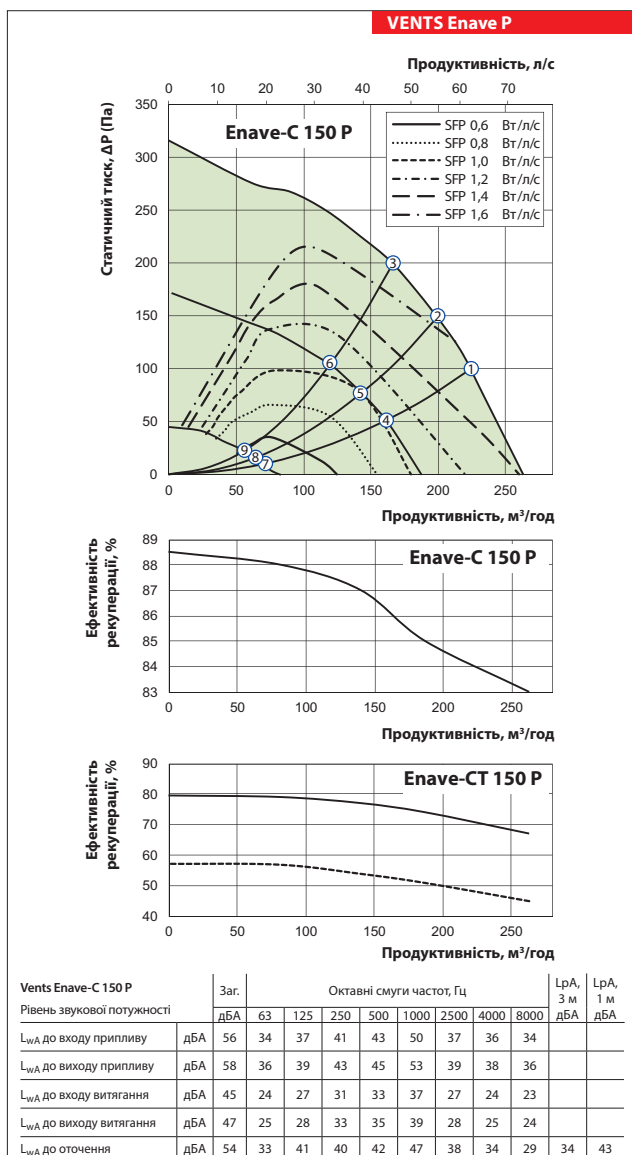 VENTS Enave P
Продуктивність, л/с
0 10 20 30 40 50 60 70
Статичний тиск, ΔP (Па)
350
300
250
200
150
100
50
0
Enave-C 150 P
SFP 0,6 Вт/л/с
SFP 0,8 Вт/л/с
SFP 1,0 Вт/л/с
SFP 1,2 Вт/л/с
SFP 1,4 Вт/л/с
SFP 1,6 Вт/л/с
3
2
1
6
5
4
9
8
7
0 50 100 150 200 250
Продуктивність, м³/год
Ефективність
рекуперації, %
89
88
87
86
85
84
83
Enave-C 150 P
0 50 100 150 200 250
Продуктивність, м³/год
Ефективність
рекуперації, %
90
80
70
60
50
40
Enave-CT 150 P
0 50 100 150 200 250
Продуктивність, м³/год
Vents Enave-C 150 P Заг. Октавні смуги частот, Гц LpA, 3 м дБА LpA, 1 м дБА
Рівень звукової потужності дБА 63 125 250 500 1000 2500 4000 8000
LwA до входу припливу дБА 56 34 37 41 43 50 37 36 34
LwA до виходу припливу дБА 58 36 39 43 45 53 39 38 36
LwA до входу витягання дБА 45 24 27 31 33 37 27 24 23
LwA до виходу витягання дБА 47 25 28 33 35 39 28 25 24
LwA до оточення дБА 54 33 41 40 42 47 38 34 29 34 43